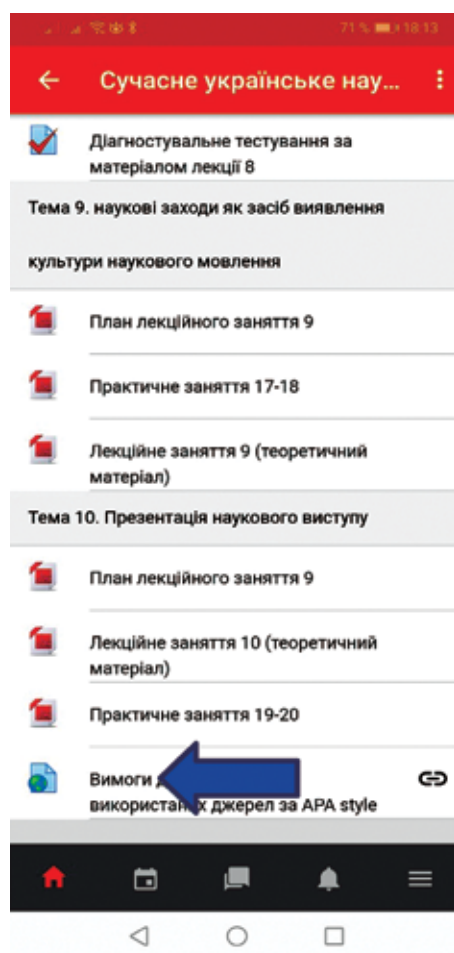 71 % 18:13
Сучасне українське нау...
Діагностувальне тестування за
матеріалом лекції 8
Тема 9. наукові заходи як засіб виявлення
культури наукового мовлення
План лекційного заняття 9
Практичне заняття 17-18
Лекційне заняття 9 (теоретичний
матеріал)
Тема 10. Презентація наукового виступу
План лекційного заняття 9
Лекційне заняття 10 (теоретичний
матеріал)
Практичне заняття 19-20
Вимоги
джерел за APA style